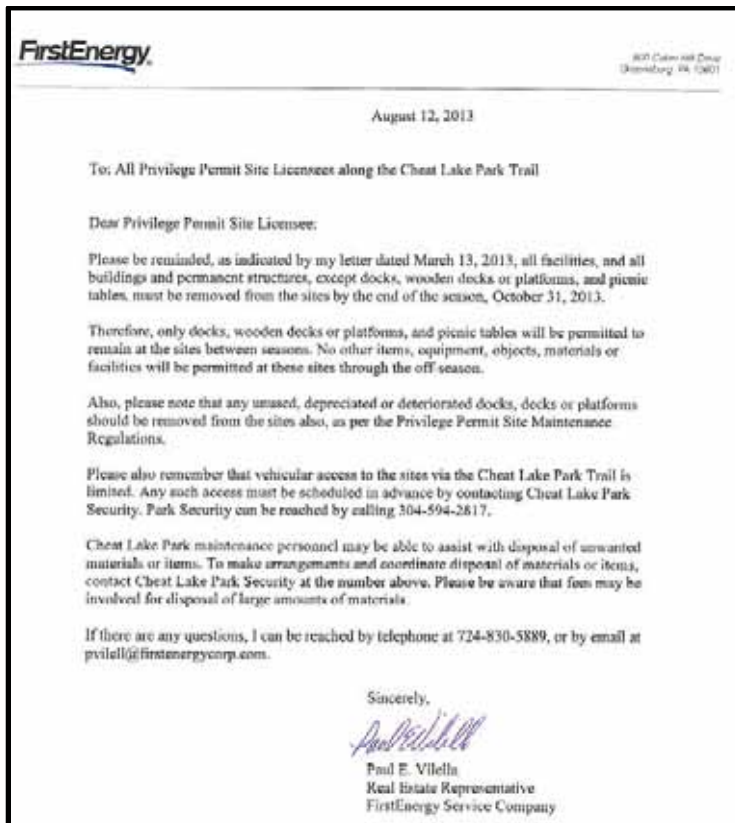 FirstEnergy
800 Cabin Hill Drive
Greensburg, PA 15601
August 12, 2013
To: All Privilege Permit Site Licensees along the Cheat Lake Park Trail
Dear Privilege Permit Site Licensee:
Please be reminded, as indicated by my letter dated March 13, 2013, all facilities, and all
buildings and permanent structures, except docks, wooden decks or platforms, and picnic
tables, must be removed from the sites by the end of the season, October 31, 2013.
Therefore, only docks, wooden decks or platforms, and picnic tables will be permitted to
remain at the sites between seasons. No other items, equipment, objects, materials or
facilities will be permitted at these sites through the off season.
Also, please note that any unused, depreciated or deteriorated docks, decks or platforms
should be removed from the sites also, as per the Privilege Permit Site Maintenance
Regulations.
Please also remember that vehicular access to the sites via the Cheat Lake Park Trail is
limited. Any such access must be scheduled in advance by contacting Cheat Lake Park
Security. Park Security can be reached by calling 304-594-2817.
Cheat Lake Park maintenance personnel may be able to assist with disposal of unwanted
materials or items. To make arrangements and coordinate disposal of materials or items,
contact Cheat Lake Park Security at the number above. Please be aware that fees may be
involved for disposal of large amounts of materials.
If there are any questions, I can be reached by telephone at 724-830-5889, or by email at
pvilell@firstenergycorp.com.
Sincerely,
Paul E Vilell
Paul E. Vilella
Real Estate Representative
FirstEnergy Service Company